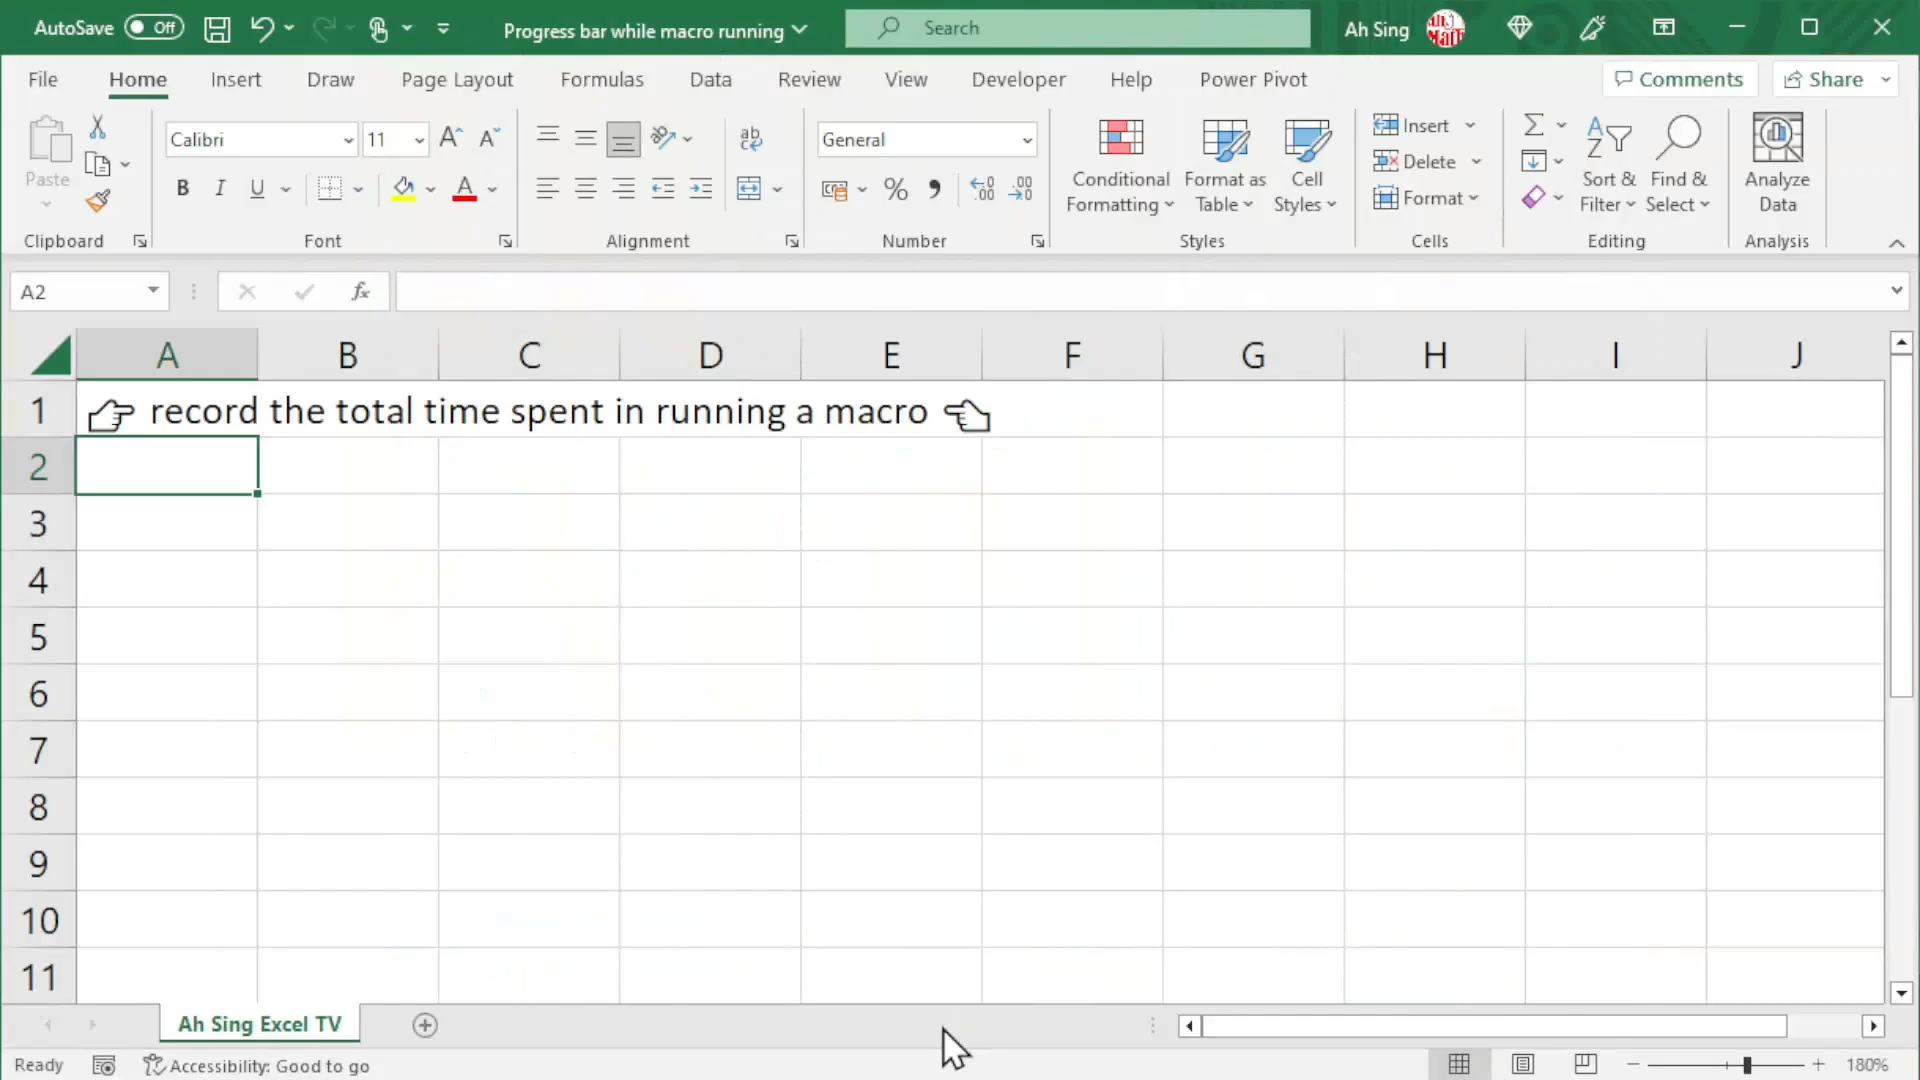 AutoSave Off Progress bar while macro running Search Ah Sing
File Home Insert Draw Page Layout Formulas Data Review View Developer Help Power Pivot Comments Share
Paste Calibri 11 General Conditional Formatting Format as Table Cell Styles Insert Delete Format Sort & Filter Find & Select Analyze Data
Clipboard Font Alignment Number Styles Cells Editing Analysis
A2 fx
A B C D E F G H I J
1 record the total time spent in running a macro
2
3
4
5
6
7
8
9
10
11
Ah Sing Excel TV
Ready Accessibility: Good to go 180%